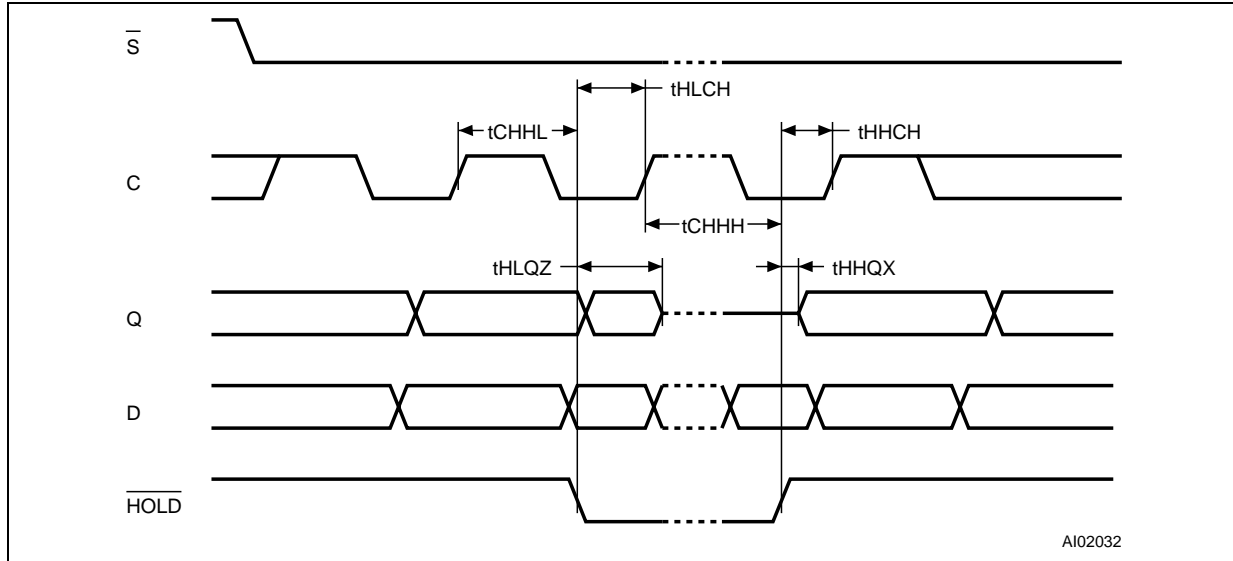 S
tHLCH
tCHHL
tHHCH
C
tCHHH
tHLQZ
tHHQX
Q
D
HOLD
AI02032